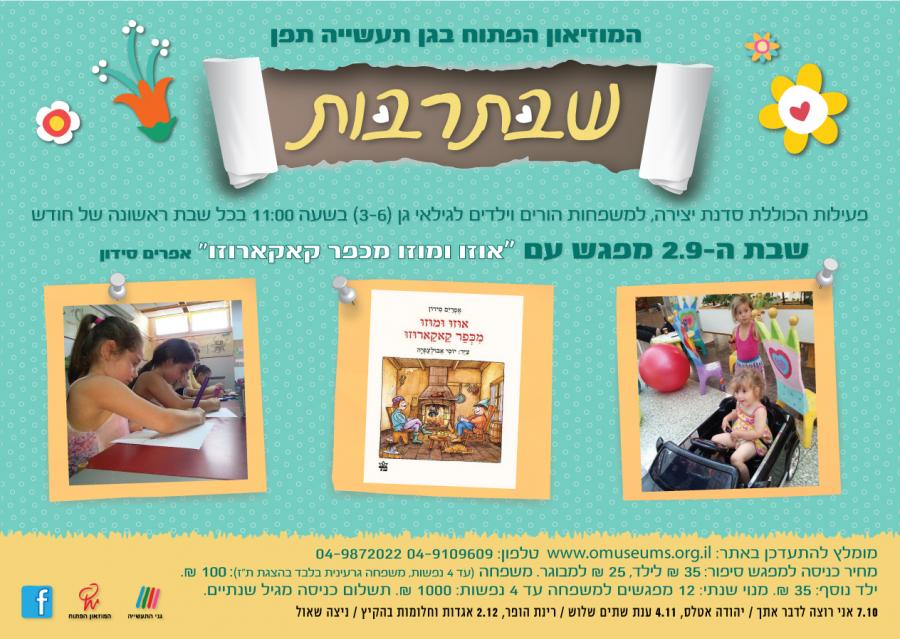 המוזיאון הפתוח בגן תעשייה תפן
שבתרבות
פעילות הכוללת סדנת יצירה, למשפחות הורים וילדים לגילאי גן (3-6) בשעה 11:00 בכל שבת ראשונה של חודש
שבת ה-2.9 מפגש עם "אוזו ומוזו מכפר קאקארוזו" אפרים סידון
אפרים סידון
אוזו ומוזו
מכפר קאקארוזו
צייר: יוסי אבולעפיה
מומלץ להתעדכן באתר: www.omuseums.org.il טלפון: 04-9109609 04-9872022
מחיר כניסה למפגש סיפור: 35 ₪ לילד, 25 ₪ למבוגר. משפחה (עד 4 נפשות, משפחה גרעינית בלבד בהצגת ת"ז): 100 ₪.
ילד נוסף: 35 ₪. מנוי שנתי: 12 מפגשים למשפחה עד 4 נפשות: 1000 ₪. תשלום כניסה מגיל שנתיים.
7.10 אני רוצה לדבר אתך / יהודה אטלס, 4.11 ענת שתים שלוש / רינת הופר, 2.12 אגדות וחלומות בהקיץ / ניצה שאול
גני התעשייה
המוזאון הפתוח
f